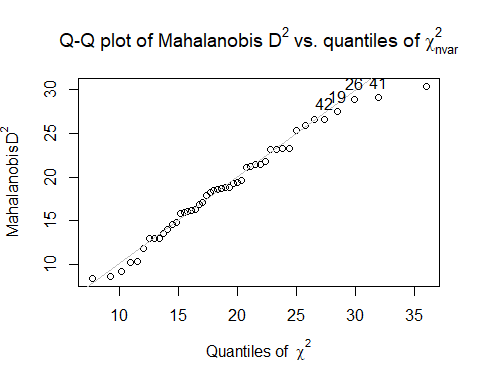 Q-Q plot of Mahalanobis D² vs. quantiles of χ²nvar
30
25
20
15
10
MahalanobisD²
42 19 26 41
10 15 20 25 30 35
Quantiles of χ²